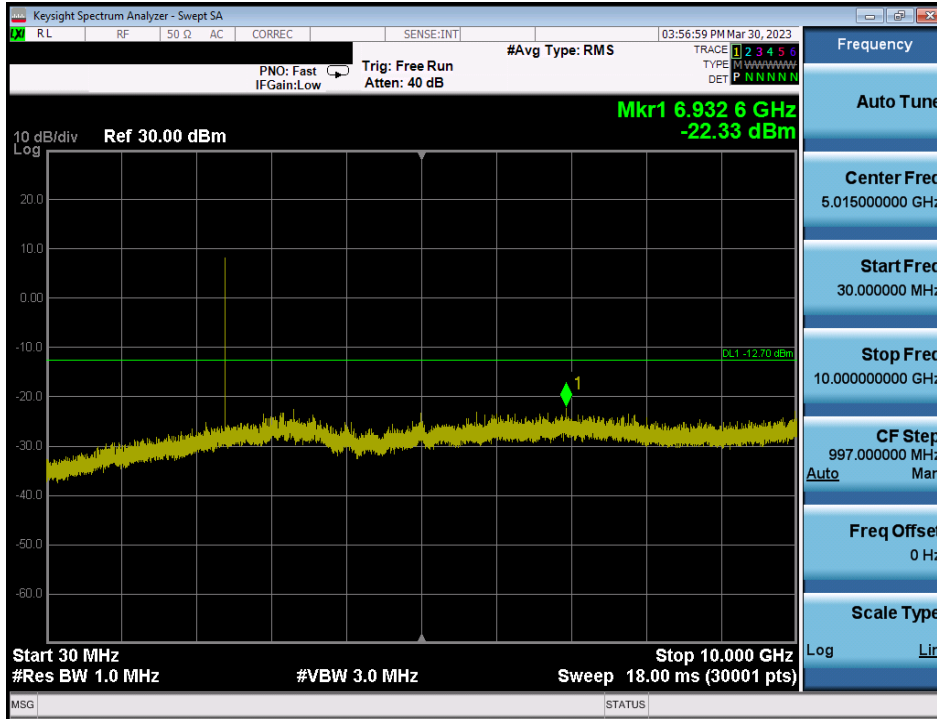 Keysight Spectrum Analyzer - Swept SA
LXI RL RF 50 Ω AC CORREC SENSE:INT 03:56:59 PM Mar 30, 2023
#Avg Type: RMS
TRACE 1 2 3 4 5 6
PNO: Fast Trig: Free Run
TYPE M WWWWW
IFGain:Low Atten: 40 dB
DET P N N N N N
Mkr1 6.932 6 GHz
-22.33 dBm
10 dB/div Ref 30.00 dBm
Log
20.0
10.0
0.00
-10.0
DL1 -12.70 dBm
-20.0
1
-30.0
-40.0
-50.0
-60.0
Start 30 MHz Stop 10.000 GHz
#Res BW 1.0 MHz #VBW 3.0 MHz Sweep 18.00 ms (30001 pts)
MSG STATUS
Frequency
Auto Tune
Center Freq
5.015000000 GHz
Start Freq
30.000000 MHz
Stop Freq
10.000000000 GHz
CF Step
997.000000 MHz
Auto Man
Freq Offset
0 Hz
Scale Type
Log Lin